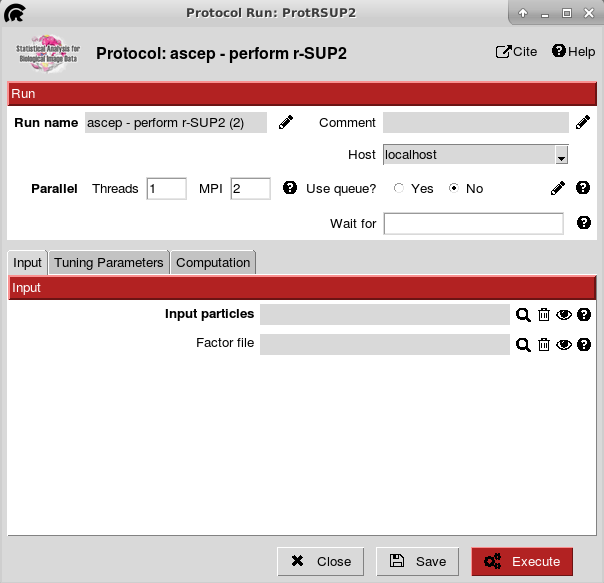 Protocol Run: ProtRSUP2
Statistical Analysis for
Biological Image Data
Protocol: ascep - perform r-SUP2
Cite
Help
Run
Run name ascep - perform r-SUP2 (2) Comment
Host localhost
Parallel Threads 1 MPI 2 Use queue? Yes No
Wait for
Input Tuning Parameters Computation
Input
Input particles
Factor file
Close Save Execute